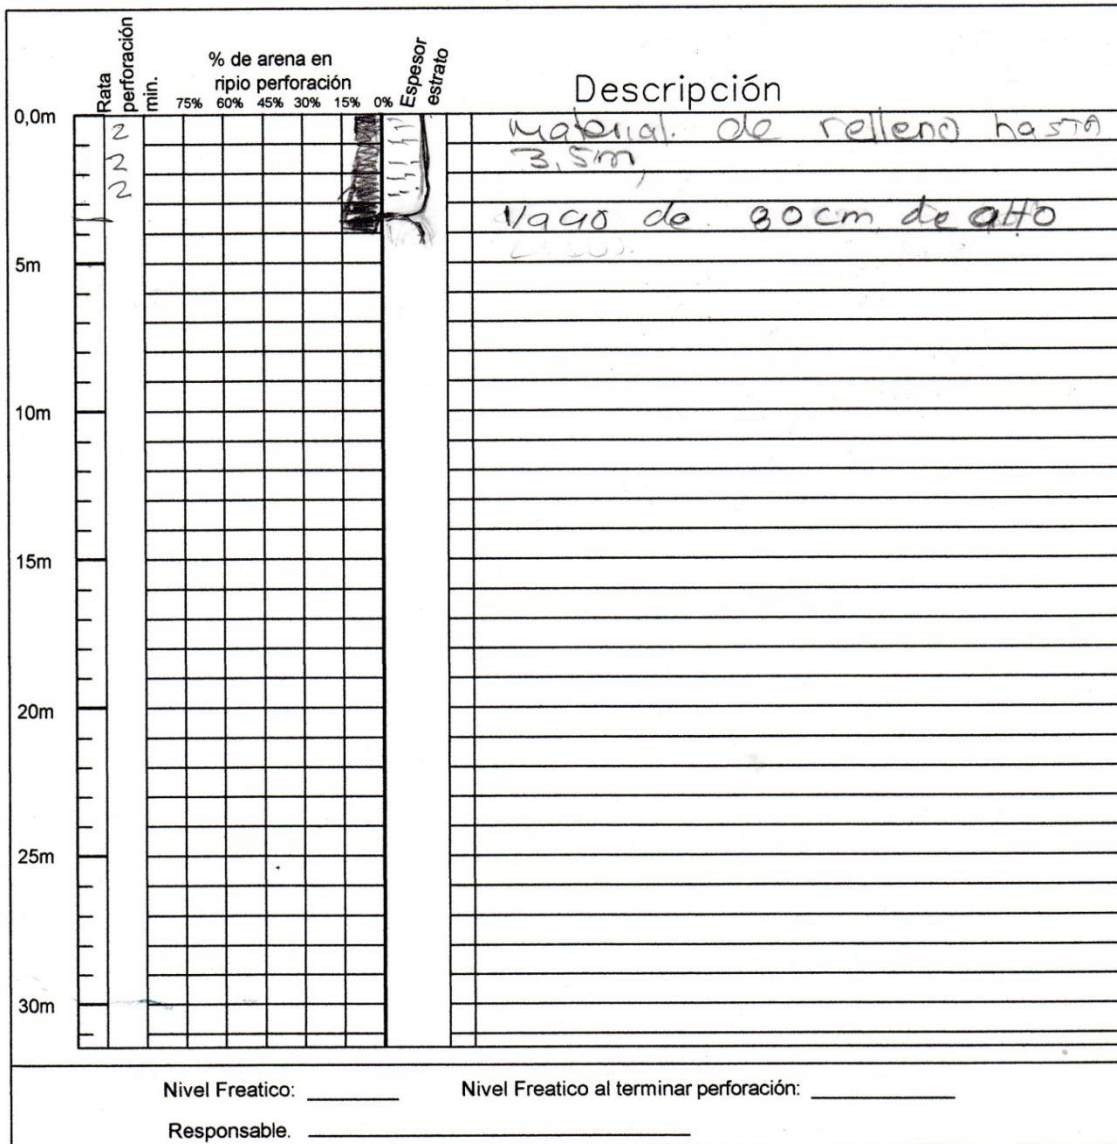 Rata
perforación
min.
% de arena en
ripio perforación
75% 60% 45% 30% 15% 0%
Espesor
estrato
Descripción
0,0m
2
2
2
Material. de relleno hasta
3,5m,
Vacio de 80cm de alto
5m
10m
15m
20m
25m
30m
Nivel Freatico:
Nivel Freatico al terminar perforación:
Responsable.